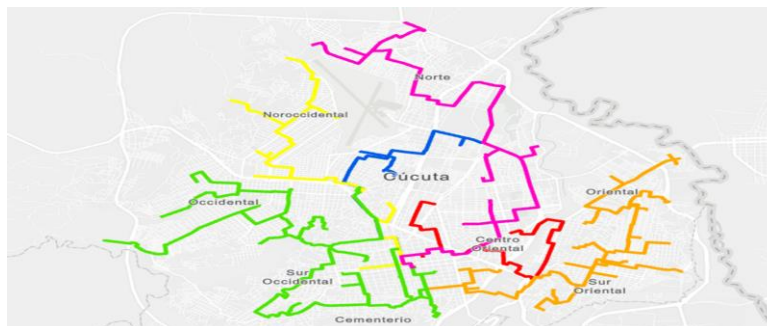 Norte
Noroccidental
Cúcuta
Oriental
Occidental
Centro
Oriental
Sur
Occidental
Sur
Oriental
Cementerio